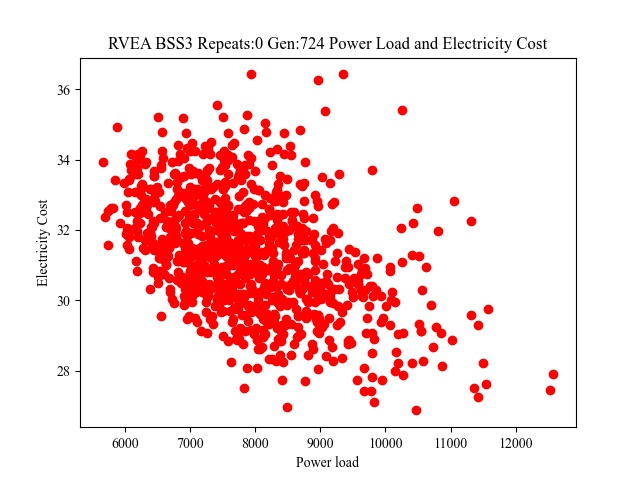 RVEA BSS3 Repeats:0 Gen:724 Power Load and Electricity Cost
36
34
32
30
28
Electricity Cost
6000 7000 8000 9000 10000 11000 12000
Power load